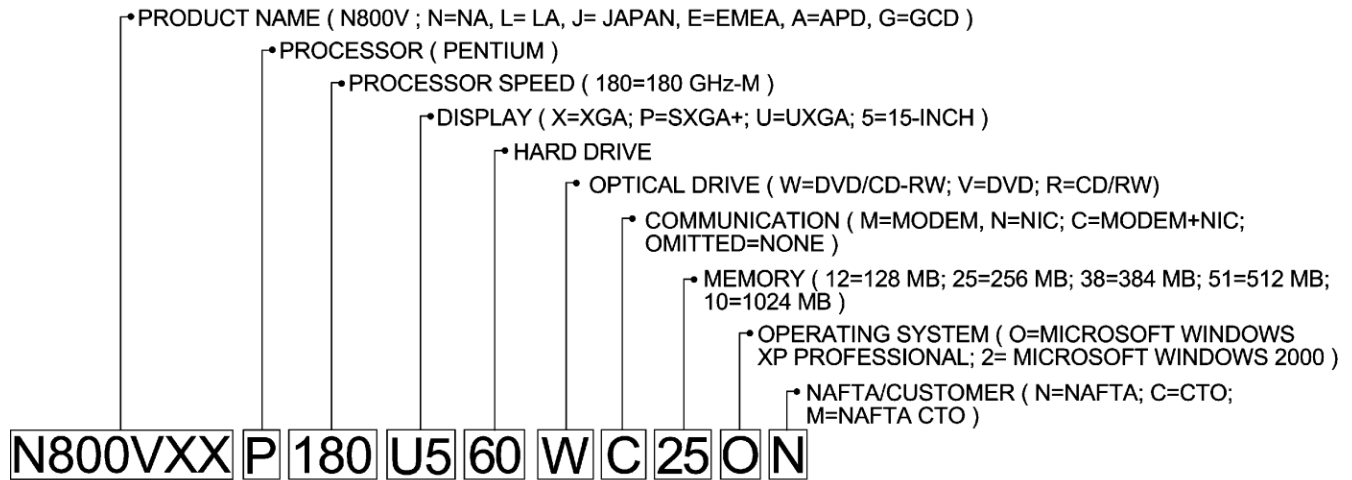 PRODUCT NAME ( N800V ; N=NA, L= LA, J= JAPAN, E=EMEA, A=APD, G=GCD )
PROCESSOR ( PENTIUM )
PROCESSOR SPEED ( 180=180 GHz-M )
DISPLAY ( X=XGA; P=SXGA+; U=UXGA; 5=15-INCH )
HARD DRIVE
OPTICAL DRIVE ( W=DVD/CD-RW; V=DVD; R=CD/RW)
COMMUNICATION ( M=MODEM, N=NIC; C=MODEM+NIC;
OMITTED=NONE )
MEMORY ( 12=128 MB; 25=256 MB; 38=384 MB; 51=512 MB;
10=1024 MB )
OPERATING SYSTEM ( O=MICROSOFT WINDOWS
XP PROFESSIONAL; 2= MICROSOFT WINDOWS 2000 )
NAFTA/CUSTOMER ( N=NAFTA; C=CTO;
M=NAFTA CTO )
N800VXX P 180 U5 60 W C 25 O N